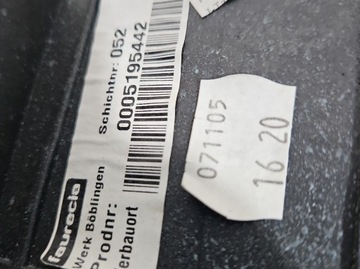 faurecia
Werk Böblingen
Schichtnr: 052
Prodnr: 0005195442
erbauort
071105
16 20